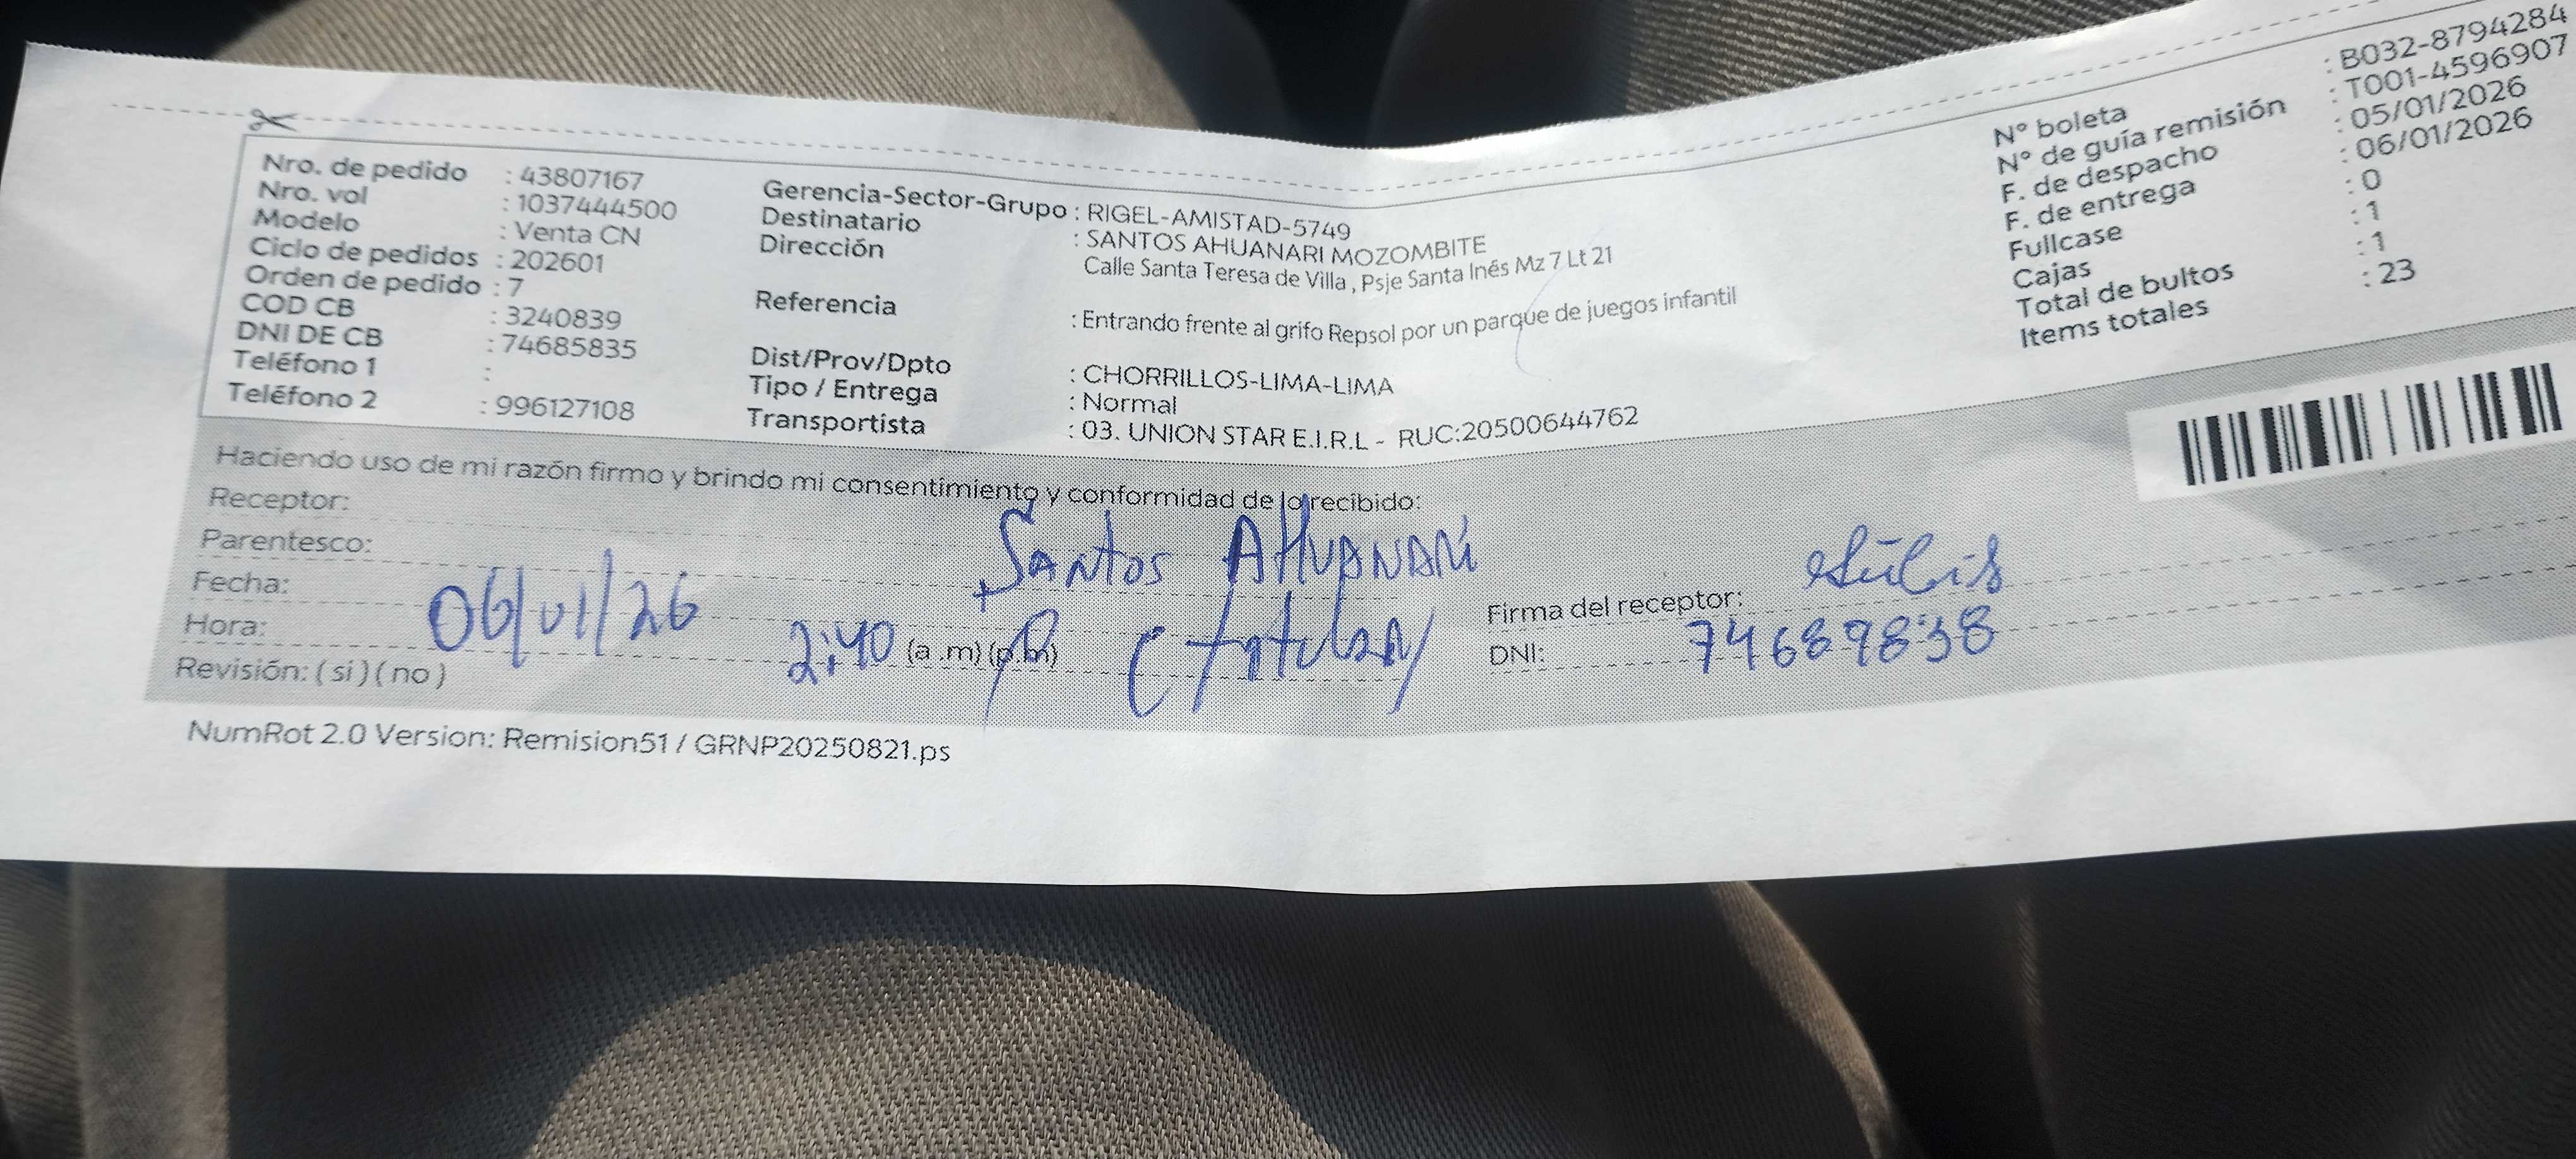 Nro. de pedido : 43807167
Nro. vol : 1037444500
Modelo : Venta CN
Ciclo de pedidos : 202601
Orden de pedido : 7
COD CB : 3240839
DNI DE CB : 74685835
Teléfono 1 :
Teléfono 2 : 996127108
Gerencia-Sector-Grupo : RIGEL-AMISTAD-5749
Destinatario : SANTOS AHUANARI MOZOMBITE
Dirección Calle Santa Teresa de Villa , Psje Santa Inés Mz 7 Lt 21
Referencia : Entrando frente al grifo Repsol por un parque de juegos infantil
Dist/Prov/Dpto : CHORRILLOS-LIMA-LIMA
Tipo / Entrega : Normal
Transportista : 03. UNION STAR E.I.R.L - RUC:20500644762
N° boleta : B032-8794284
N° de guía remisión : T001-4596907
F. de despacho : 05/01/2026
F. de entrega : 06/01/2026
Fullcase : 0
Cajas : 1
Total de bultos : 1
Items totales : 23
Haciendo uso de mi razón firmo y brindo mi consentimiento y conformidad de lo recibido:
Receptor: Santos AHUANARI
Parentesco:
Fecha: 06/01/26
Hora: 2:40 (a .m) (p.m)
Revisión: ( si ) ( no )
Firma del receptor:
DNI: 74689838
NumRot 2.0 Version: Remision51 / GRNP20250821.ps